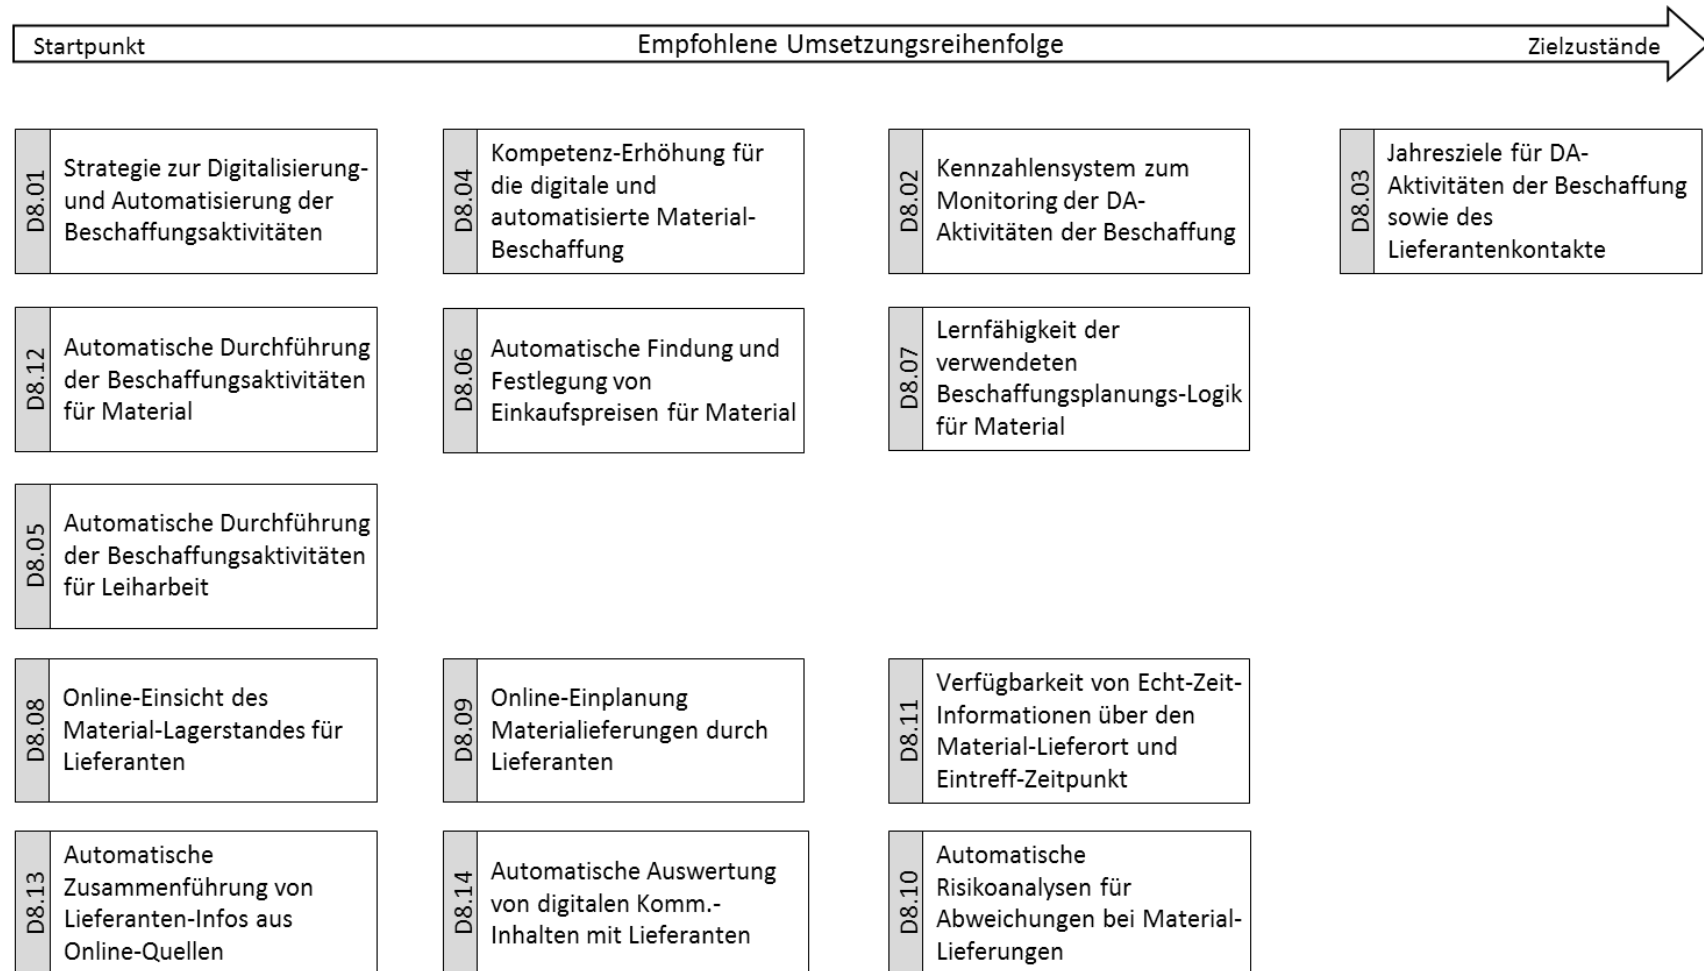 Startpunkt
Empfohlene Umsetzungsreihenfolge
Zielzustände
D8.01
Strategie zur Digitalisierung-
und Automatisierung der
Beschaffungsaktivitäten
D8.04
Kompetenz-Erhöhung für
die digitale und
automatisierte Material-
Beschaffung
D8.02
Kennzahlensystem zum
Monitoring der DA-
Aktivitäten der Beschaffung
D8.03
Jahresziele für DA-
Aktivitäten der Beschaffung
sowie des
Lieferantenkontakte
D8.12
Automatische Durchführung
der Beschaffungsaktivitäten
für Material
D8.06
Automatische Findung und
Festlegung von
Einkaufspreisen für Material
D8.07
Lernfähigkeit der
verwendeten
Beschaffungsplanungs-Logik
für Material
D8.05
Automatische Durchführung
der Beschaffungsaktivitäten
für Leiharbeit
D8.08
Online-Einsicht des
Material-Lagerstandes für
Lieferanten
D8.09
Online-Einplanung
Materialieferungen durch
Lieferanten
D8.11
Verfügbarkeit von Echt-Zeit-
Informationen über den
Material-Lieferort und
Eintreff-Zeitpunkt
D8.13
Automatische
Zusammenführung von
Lieferanten-Infos aus
Online-Quellen
D8.14
Automatische Auswertung
von digitalen Komm.-
Inhalten mit Lieferanten
D8.10
Automatische
Risikoanalysen für
Abweichungen bei Material-
Lieferungen